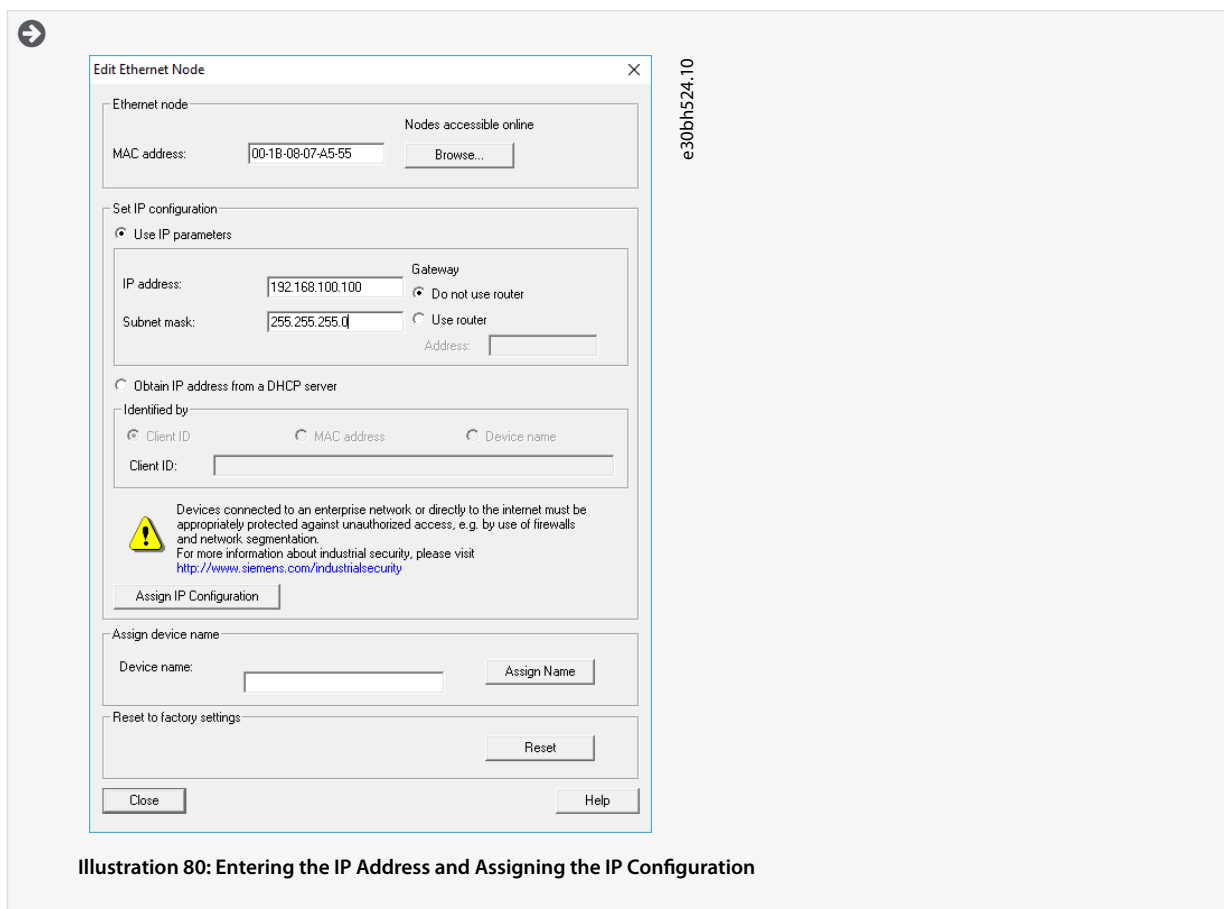 Edit Ethernet Node
e30bh524.10
Ethernet node
Nodes accessible online
MAC address: 00-1B-08-07-A5-55 Browse...
Set IP configuration
Use IP parameters
Gateway
IP address: 192.168.100.100 Do not use router
Subnet mask: 255.255.255.0 Use router
Address:
Obtain IP address from a DHCP server
Identified by
Client ID MAC address Device name
Client ID:
Devices connected to an enterprise network or directly to the internet must be
appropriately protected against unauthorized access, e.g. by use of firewalls
and network segmentation.
For more information about industrial security, please visit
http://www.siemens.com/industrialsecurity
Assign IP Configuration
Assign device name
Device name: Assign Name
Reset to factory settings
Reset
Close Help
Illustration 80: Entering the IP Address and Assigning the IP Configuration